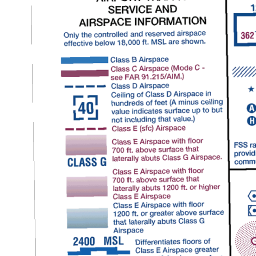 SERVICE AND
AIRSPACE INFORMATION
Only the controlled and reserved airspace
effective below 18,000 ft. MSL are shown.
Class B Airspace
Class C Airspace (Mode C -
see FAR 91.215/AIM.)
Class D Airspace
Ceiling of Class D Airspace in
hundreds of feet (A minus ceiling
value indicates surface up to but
not including that value.)
40
Class E (sfc) Airspace
Class E Airspace with floor
700 ft. above surface that
laterally abuts Class G Airspace.
CLASS G
Class E Airspace with floor
700 ft. above surface that
laterally abuts 1200 ft. or higher
Class E Airspace
Class E Airspace with floor
1200 ft. or greater above surface
that laterally abuts Class G
Airspace
2400 MSL
Differentiates floors of
Class E Airspace greater
1
362
A
H
FSS ra
provid
comm